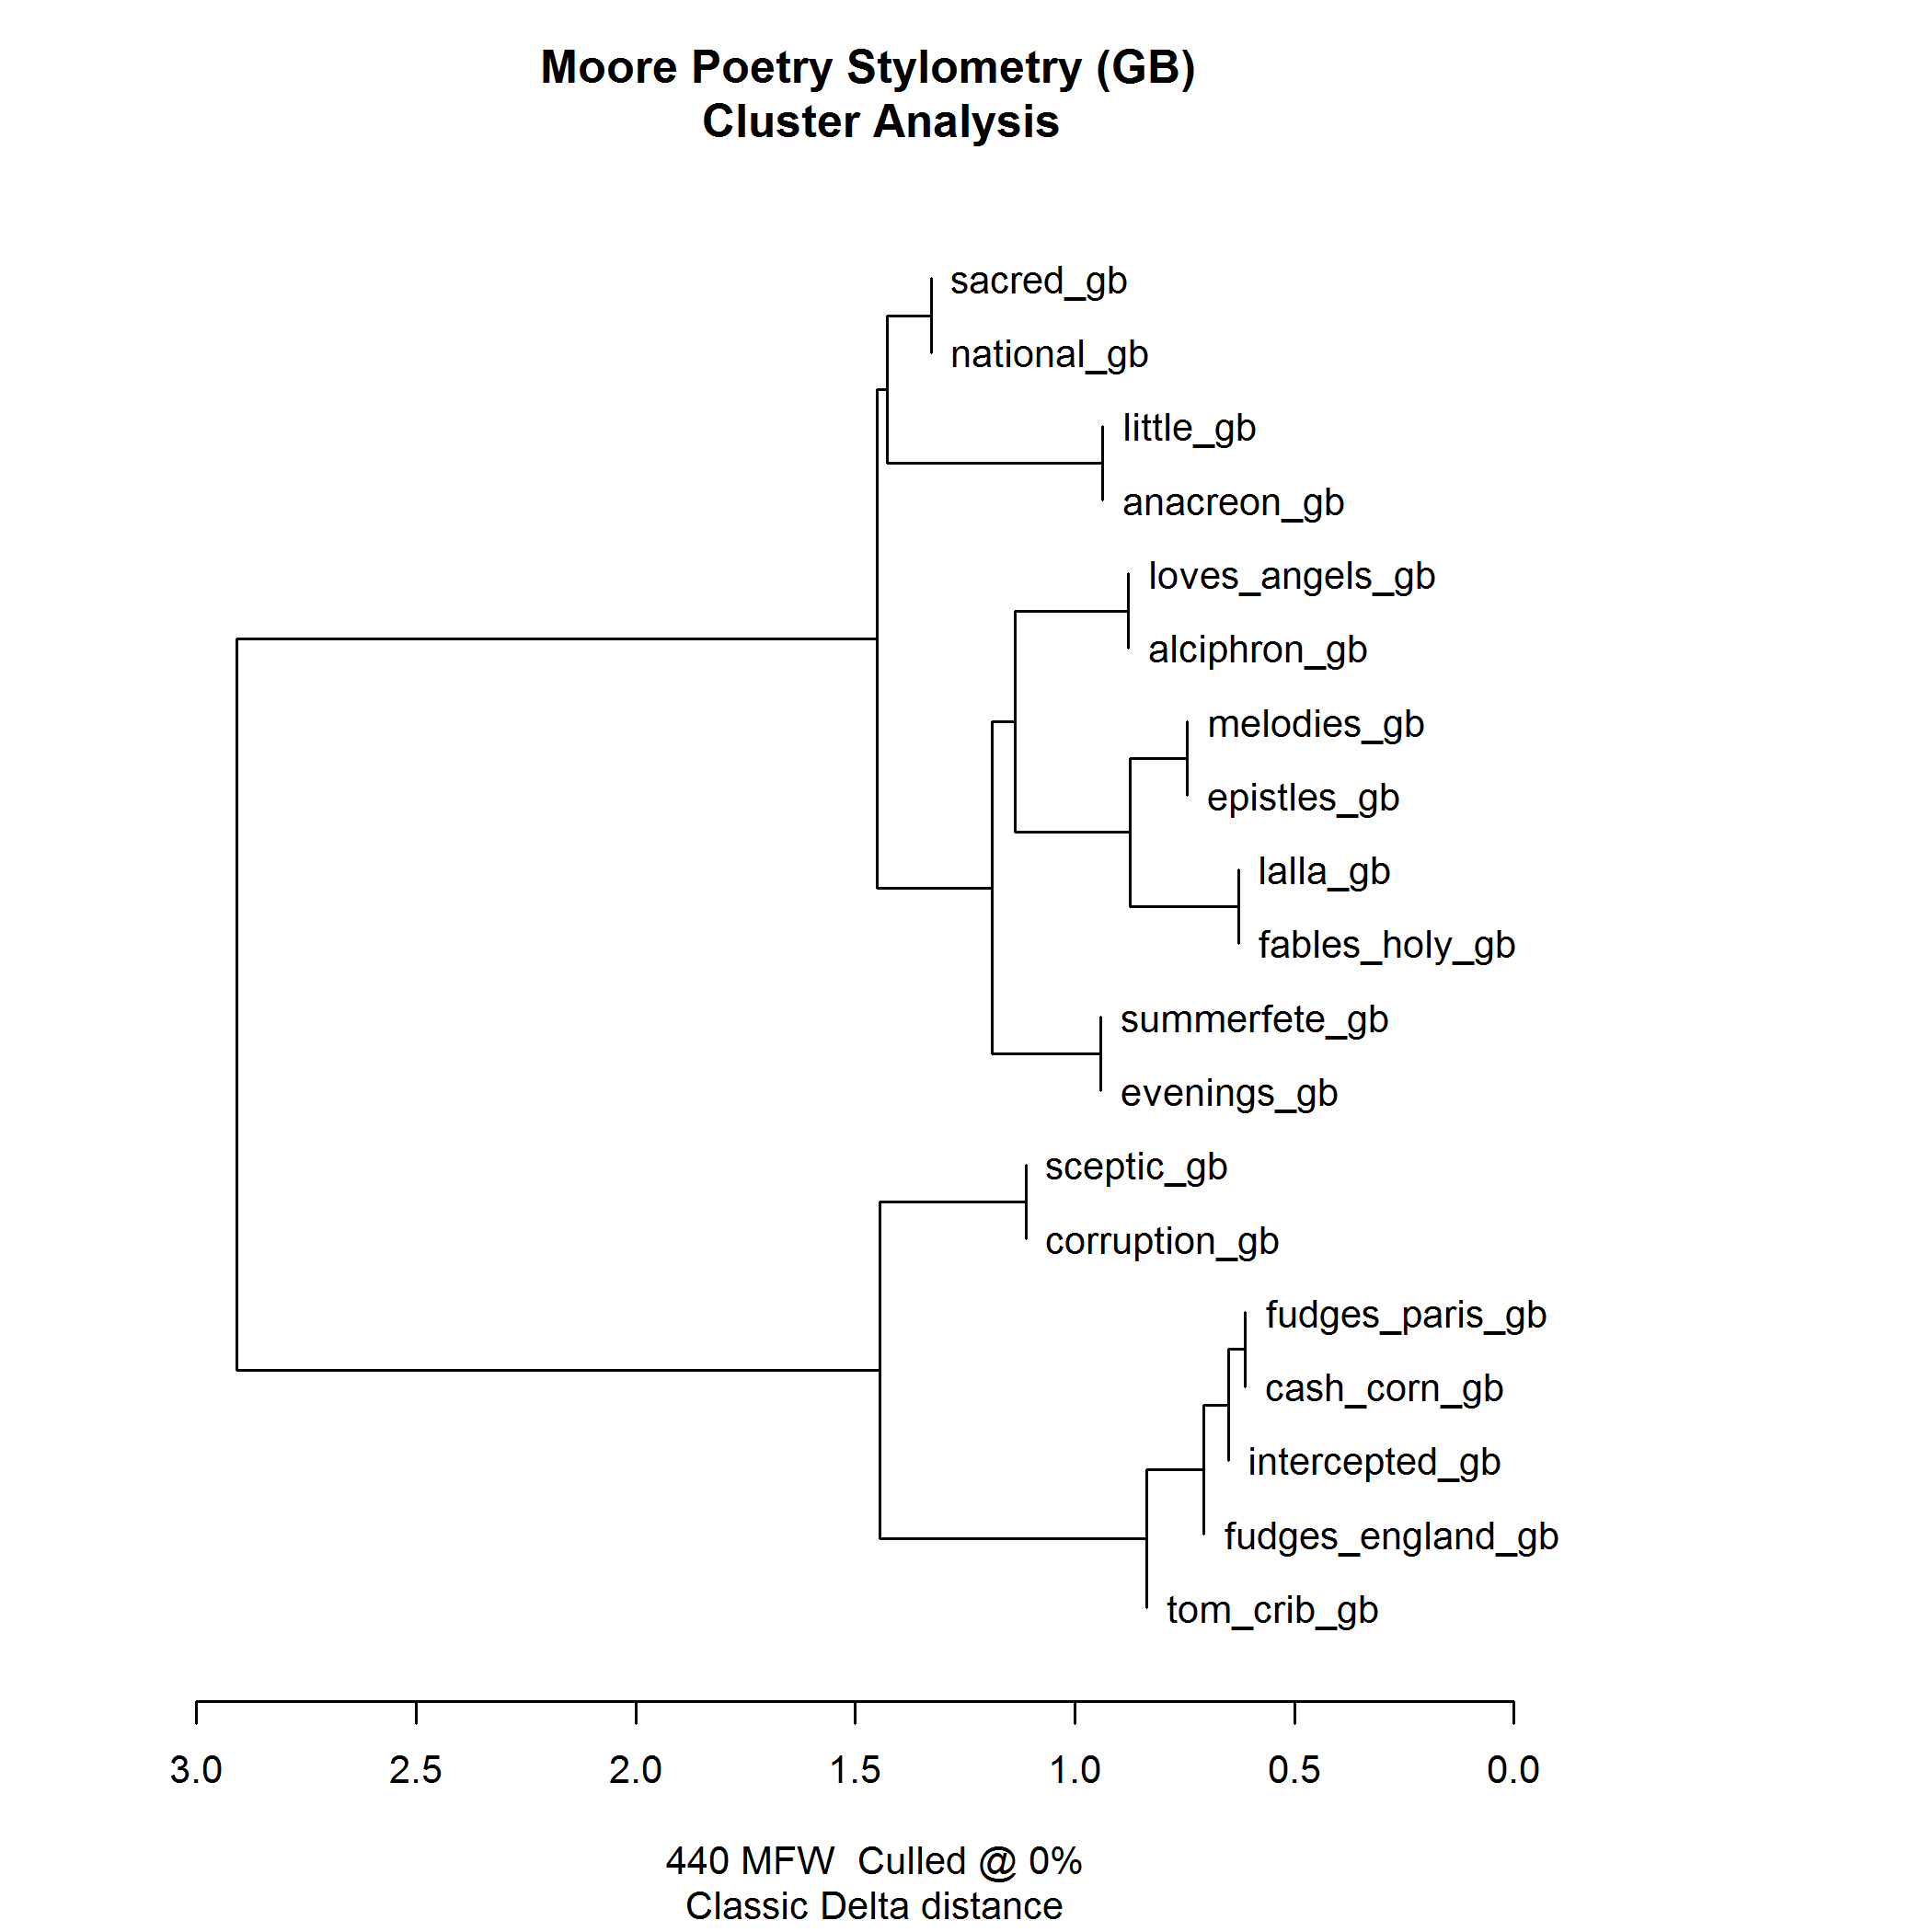 Moore Poetry Stylometry (GB)
Cluster Analysis
sacred_gb
national_gb
little_gb
anacreon_gb
loves_angels_gb
alciphron_gb
melodies_gb
epistles_gb
lalla_gb
fables_holy_gb
summerfete_gb
evenings_gb
sceptic_gb
corruption_gb
fudges_paris_gb
cash_corn_gb
intercepted_gb
fudges_england_gb
tom_crib_gb
3.0 2.5 2.0 1.5 1.0 0.5 0.0
440 MFW  Culled @ 0%
Classic Delta distance